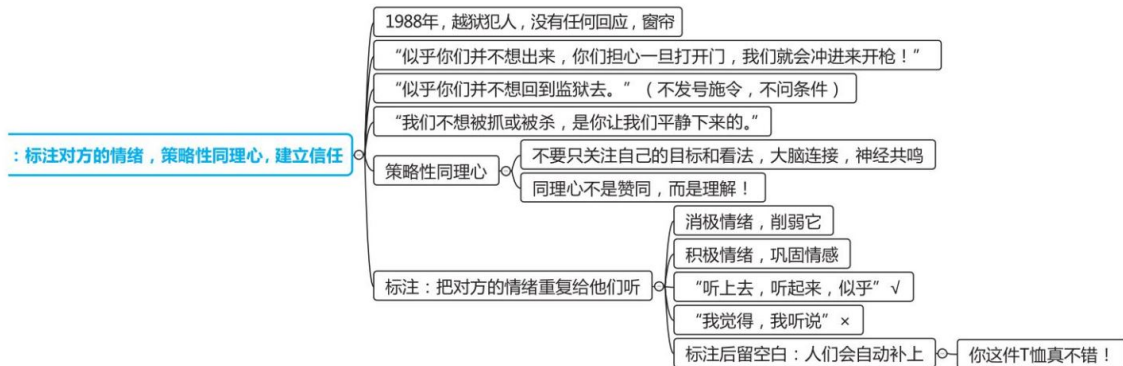 ：标注对方的情绪，策略性同理心，建立信任
1988年，越狱犯人，没有任何回应，窗帘
“似乎你们并不想出来，你们担心一旦打开门，我们就会冲进来开枪！”
“似乎你们并不想回到监狱去。”（不发号施令，不问条件）
“我们不想被抓或被杀，是你让我们平静下来的。”
策略性同理心
不要只关注自己的目标和看法，大脑连接，神经共鸣
同理心不是赞同，而是理解！
标注：把对方的情绪重复给他们听
消极情绪，削弱它
积极情绪，巩固情感
“听上去，听起来，似乎”√
“我觉得，我听说”×
标注后留空白：人们会自动补上
你这件T恤真不错！